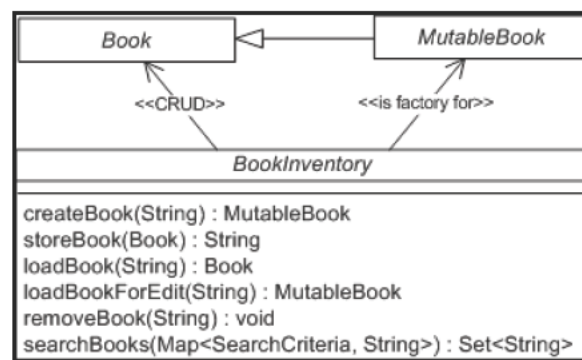 Book
MutableBook
<<CRUD>>
<<is factory for>>
BookInventory
createBook(String) : MutableBook
storeBook(Book) : String
loadBook(String) : Book
loadBookForEdit(String) : MutableBook
removeBook(String) : void
searchBooks(Map<SearchCriteria, String>) : Set<String>